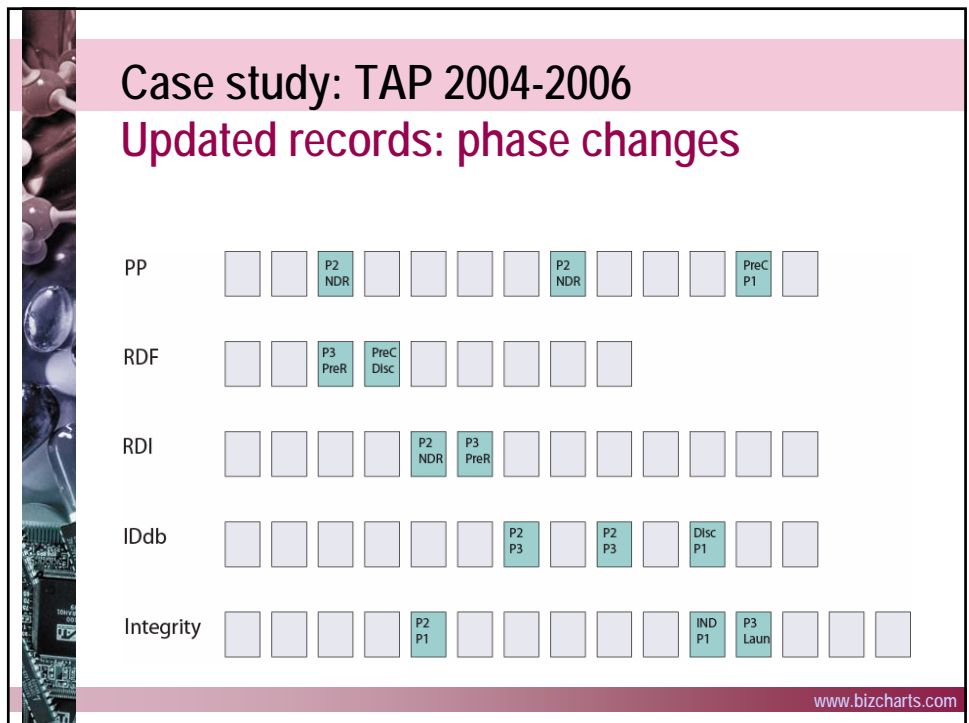 Case study: TAP 2004-2006
Updated records: phase changes
PP
P2
NDR
P2
NDR
PreC
P1
RDF
P3
PreR
PreC
DIsc
RDI
P2
NDR
P3
PreR
IDdb
P2
P3
P2
P3
DIsc
P1
Integrity
P2
P1
IND
P1
P3
Laun
www.bizcharts.com